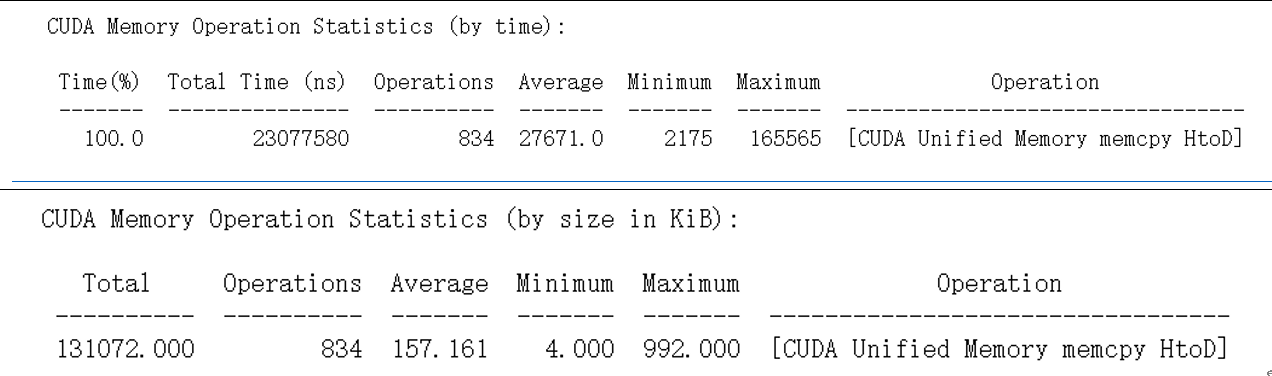 CUDA Memory Operation Statistics (by time):
Time(%) Total Time (ns) Operations Average Minimum Maximum Operation
------- --------------- ---------- ------- ------- ------- ---------------------------------
100.0 23077580 834 27671.0 2175 165565 [CUDA Unified Memory memcpy HtoD]
CUDA Memory Operation Statistics (by size in KiB):
Total Operations Average Minimum Maximum Operation
---------- ---------- ------- ------- ------- ---------------------------------
131072.000 834 157.161 4.000 992.000 [CUDA Unified Memory memcpy HtoD]